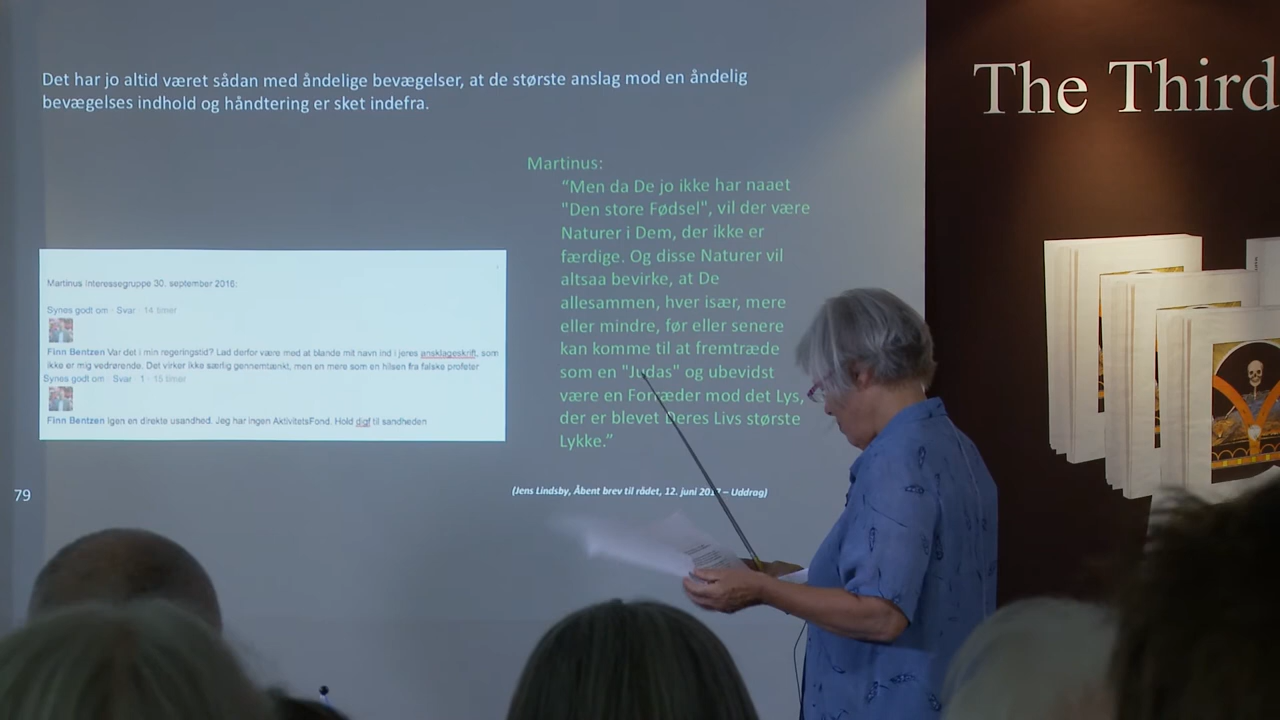 Det har jo altid været sådan med åndelige bevægelser, at de største anslag mod en åndelig
bevægelses indhold og håndtering er sket indefra.
The Third
Martinus:
“Men da De jo ikke har naaet
"Den store Fødsel", vil der være
Naturer i Dem, der ikke er
færdige. Og disse Naturer vil
altsaa bevirke, at De
allesammen, hver især, mere
eller mindre, før eller senere
kan komme til at fremtræde
som en "Judas" og ubevidst
være en Forræder mod det Lys,
der er blevet Deres Livs største
Lykke.”
Martinus Interessegruppe 30. september 2016:
Synes godt om · Svar · 14 timer
Finn Bentzen Var det i min regeringstid? Lad derfor være med at blande mit navn ind i jeres ansklageskrift, som
ikke er mig vedrørende. Det virker ikke særlig gennemtænkt, men en mere som en hilsen fra falske profeter
Synes godt om · Svar · 1 · 15 timer
Finn Bentzen Igen en direkte usandhed. Jeg har ingen AktivitetsFond. Hold digf til sandheden
79
(Jens Lindsby, Åbent brev til rådet, 12. juni – Uddrag)